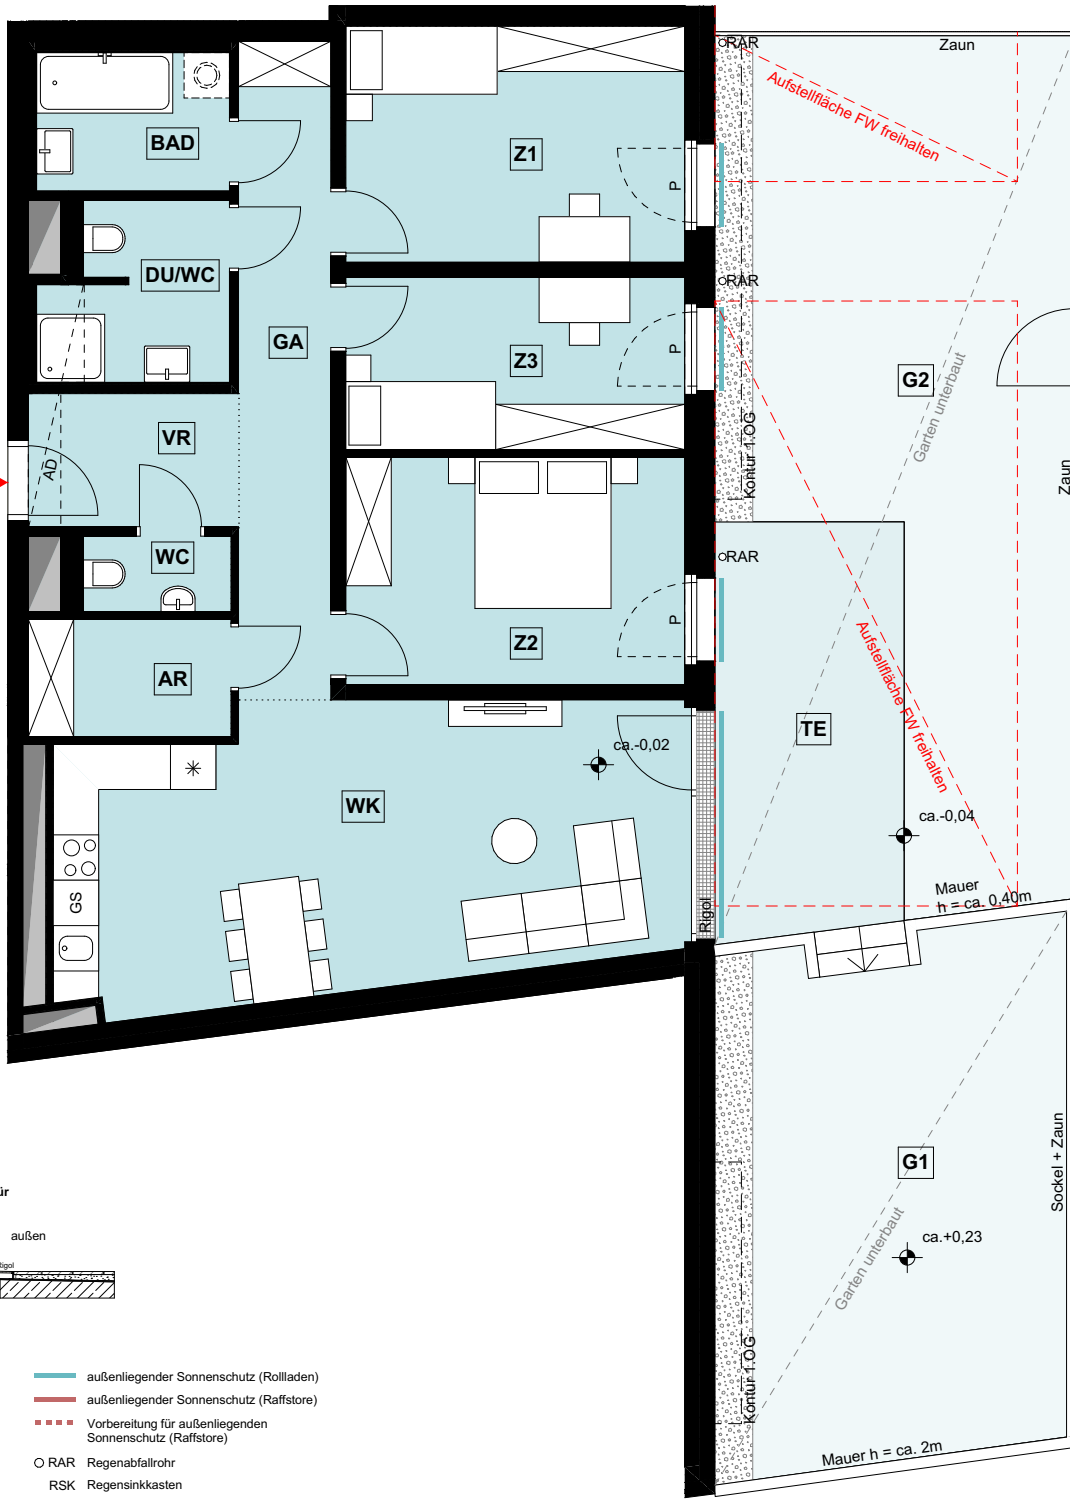 RAR
Zaun
Aufstellfläche FW freihalten
BAD
Z1
P
DU/WC
RAR
GA
Z3
P
G2
Garten unterbaut
Kontur 1.OG
VR
AD
Zaun
WC
RAR
Z2
P
AR
Aufstellfläche FW freihalten
TE
ca.-0,02
WK
ca.-0,04
GS
Rigol
Mauer
h = ca. 0,40m
G1
Sockel + Zaun
Garten unterbaut
ca.+0,23
Kontur 1.OG
Mauer h = ca. 2m
außen
außenliegender Sonnenschutz (Rollladen)
außenliegender Sonnenschutz (Raffstore)
Vorbereitung für außenliegenden
Sonnenschutz (Raffstore)
RAR Regenabfallrohr
RSK Regensinkkasten